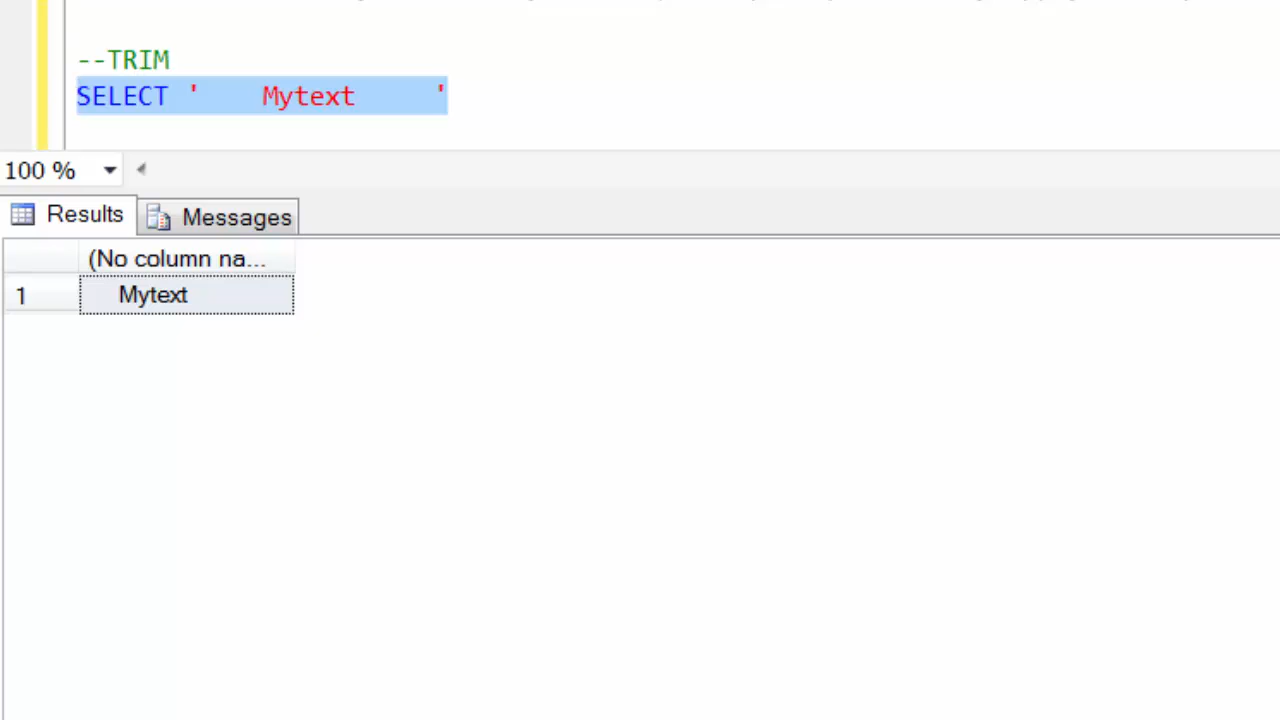 --TRIM
SELECT '    Mytext     '
100 %
Results Messages
(No column na...
1 Mytext